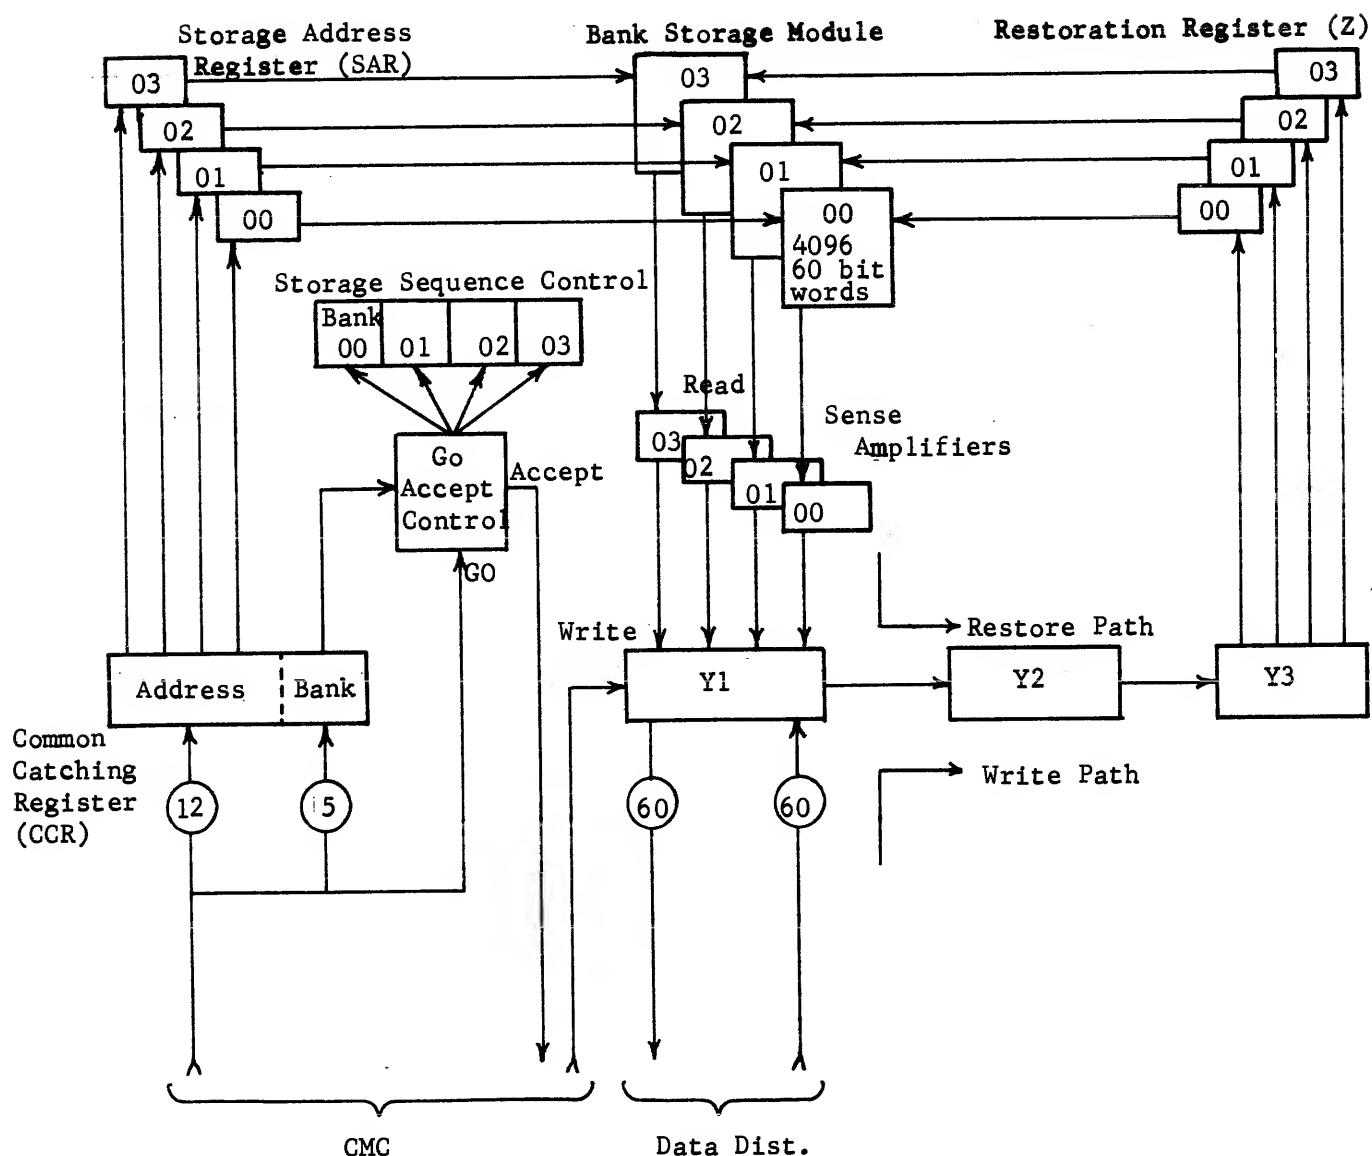 Storage Address
Register (SAR)
Bank Storage Module
Restoration Register (Z)
03
02
01
00
03
02
01
00
4096
60 bit
words
03
02
01
00
Storage Sequence Control
Bank
00
01
02
03
Go
Accept
Control
Accept
GO
Read
Sense
Amplifiers
03
02
01
00
Write
Restore Path
Address
Bank
Y1
Y2
Y3
Write Path
Common
Catching
Register
(CCR)
12
5
60
60
CMC
Data Dist.